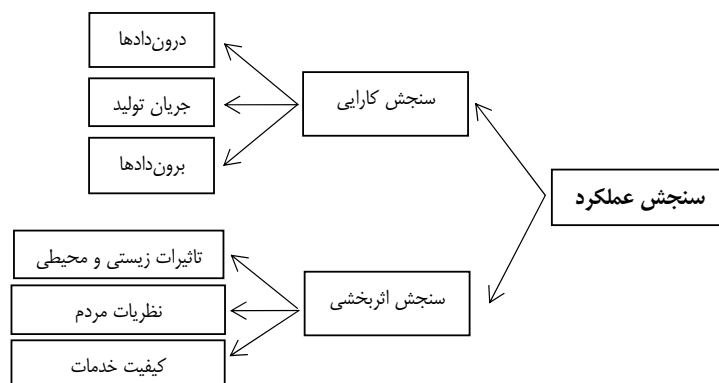 سنجش عملکرد
سنجش کارایی
درون‌دادها
جریان تولید
برون‌دادها
سنجش اثربخشی
تاثیرات زیستی و محیطی
نظریات مردم
کیفیت خدمات